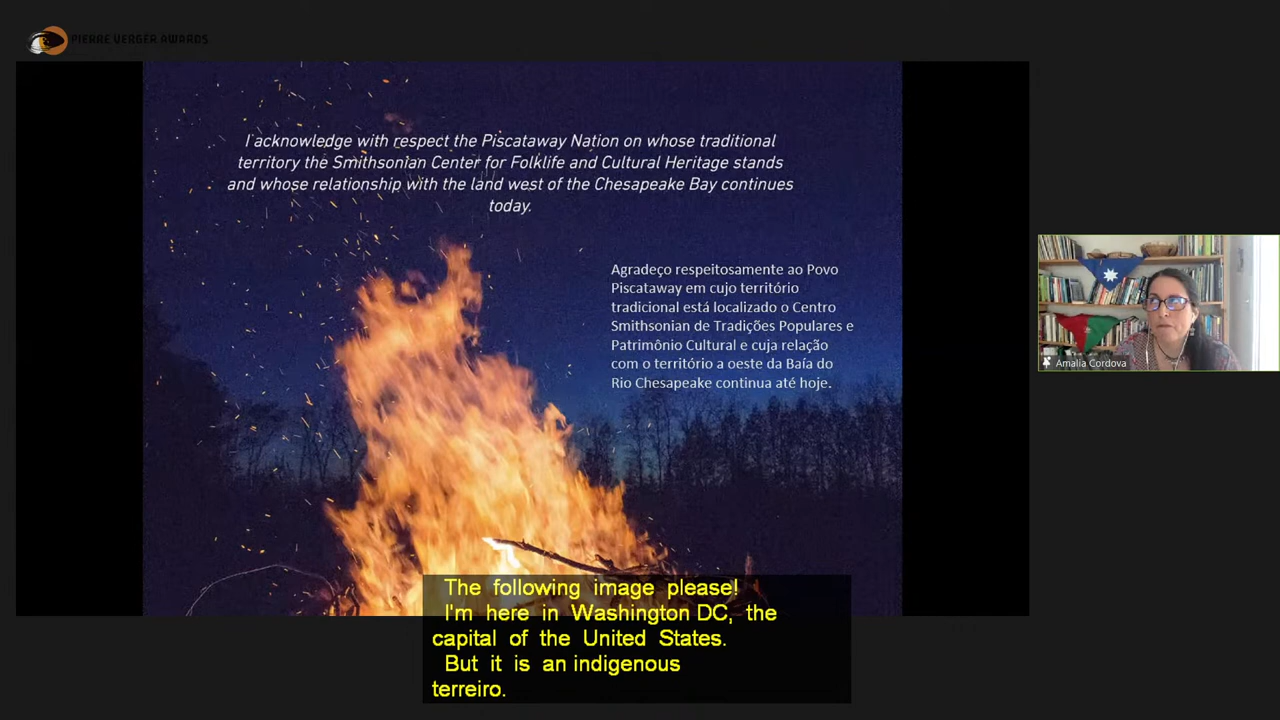 PIERRE VERGER AWARDS
I acknowledge with respect the Piscataway Nation on whose traditional
territory the Smithsonian Center for Folklife and Cultural Heritage stands
and whose relationship with the land west of the Chesapeake Bay continues
today.
Agradeço respeitosamente ao Povo
Piscataway em cujo território
tradicional está localizado o Centro
Smithsonian de Tradições Populares e
Patrimônio Cultural e cuja relação
com o território a oeste da Baía do
Rio Chesapeake continua até hoje.
Amalia Cordova
The following image please!
I'm here in Washington DC, the
capital of the United States.
But it is an indigenous
terreiro.